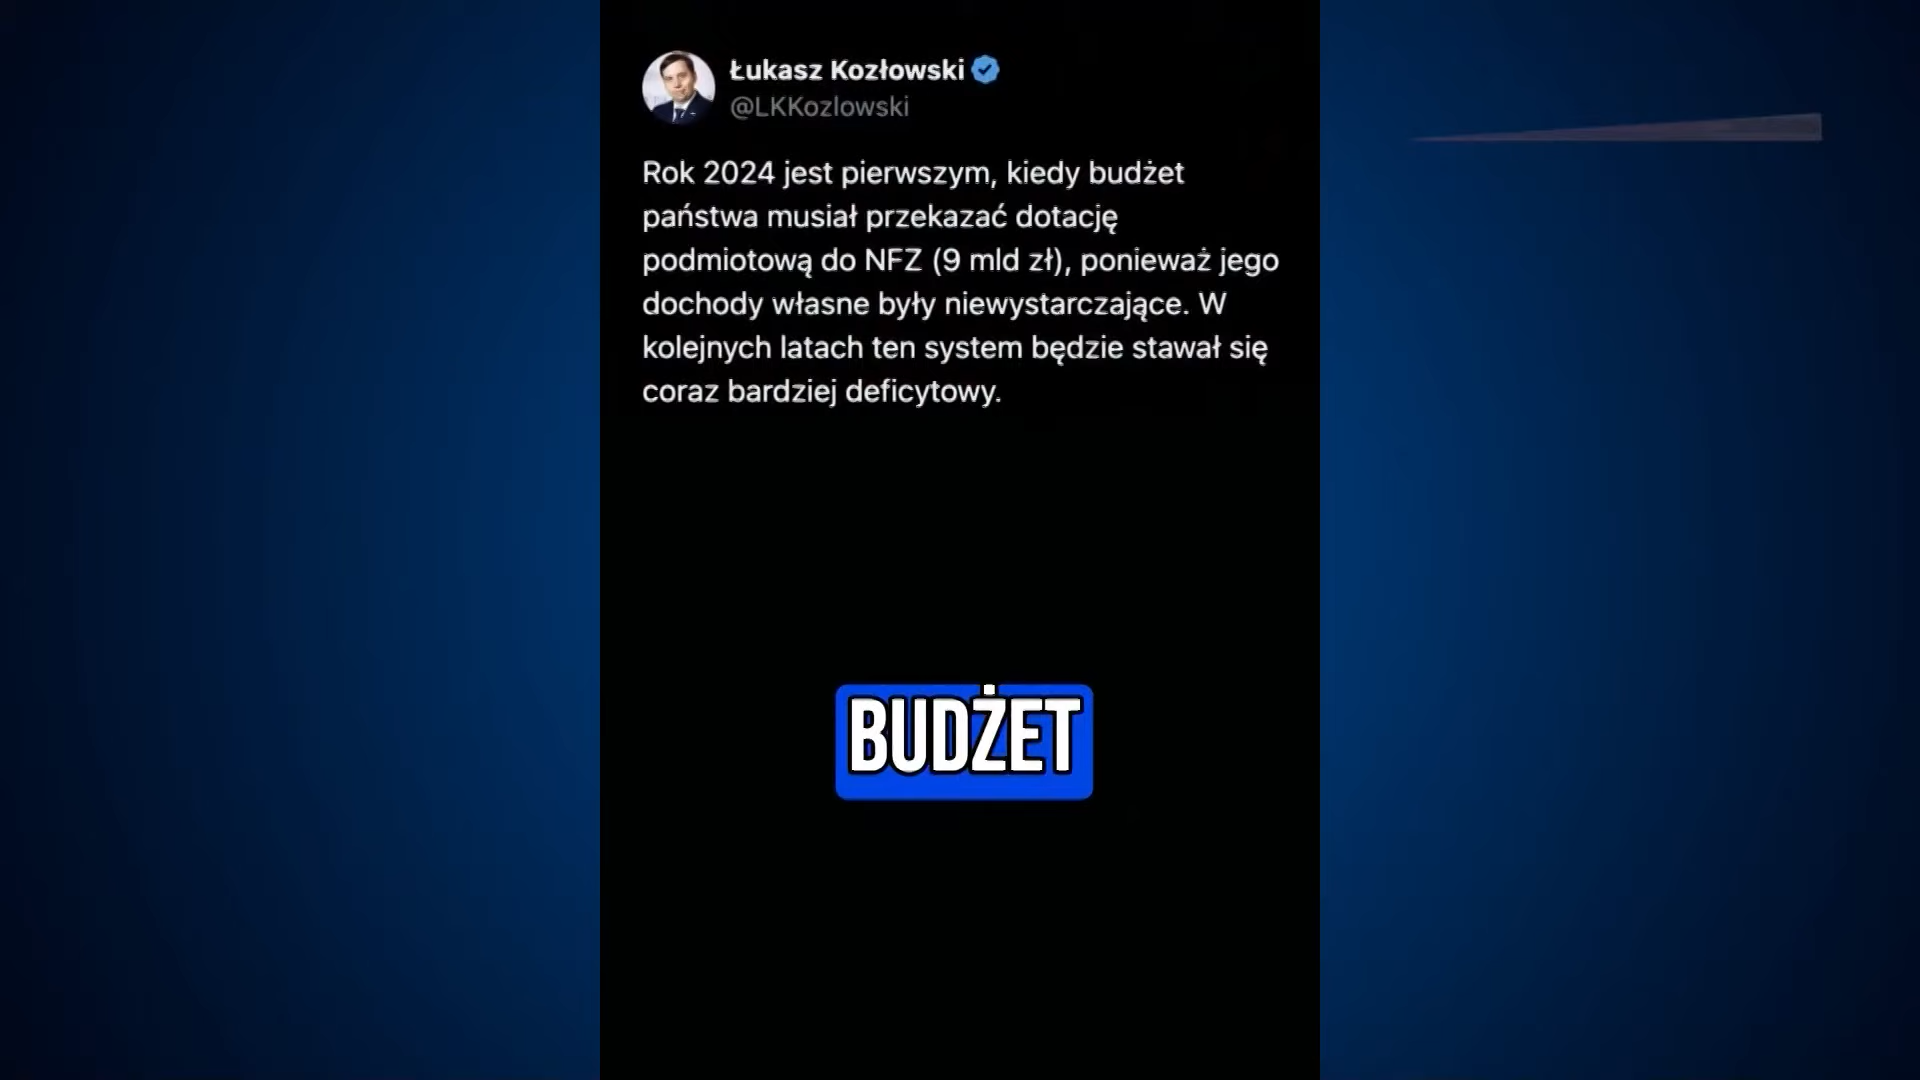 Łukasz Kozłowski
@LKKozlowski
Rok 2024 jest pierwszym, kiedy budżet
państwa musiał przekazać dotację
podmiotową do NFZ (9 mld zł), ponieważ jego
dochody własne były niewystarczające. W
kolejnych latach ten system będzie stawał się
coraz bardziej deficytowy.
BUDŻET